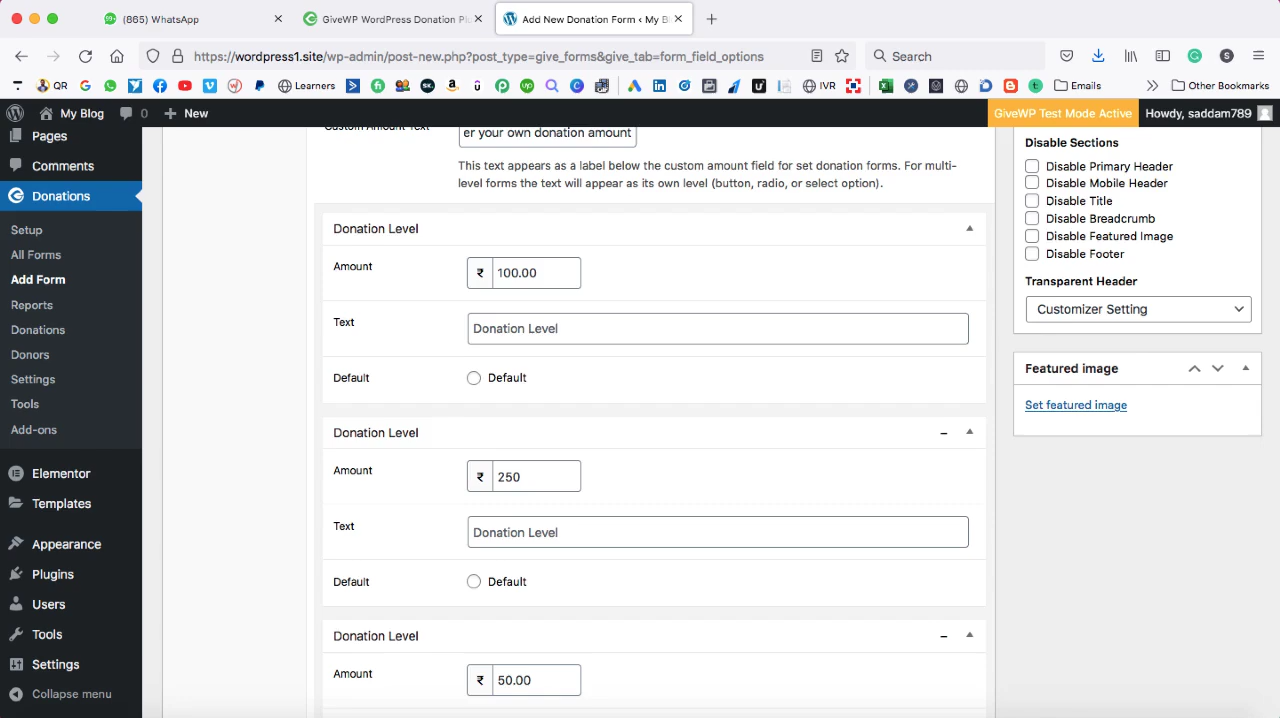 (865) WhatsApp
GiveWP WordPress Donation Plu
Add New Donation Form ‹ My B
https://wordpress1.site/wp-admin/post-new.php?post_type=give_forms&give_tab=form_field_options
Search
QR
Learners
IVR
Emails
Other Bookmarks
My Blog
0
New
GiveWP Test Mode Active
Howdy, saddam789
Pages
Comments
Donations
Setup
All Forms
Add Form
Reports
Donations
Donors
Settings
Tools
Add-ons
Elementor
Templates
Appearance
Plugins
Users
Tools
Settings
Collapse menu
Custom Amount Text
er your own donation amount
This text appears as a label below the custom amount field for set donation forms. For multi-
level forms the text will appear as its own level (button, radio, or select option).
Donation Level
Amount
₹ 100.00
Text
Donation Level
Default
Default
Donation Level
Amount
₹ 250
Text
Donation Level
Default
Default
Donation Level
Amount
₹ 50.00
Disable Sections
Disable Primary Header
Disable Mobile Header
Disable Title
Disable Breadcrumb
Disable Featured Image
Disable Footer
Transparent Header
Customizer Setting
Featured image
Set featured image